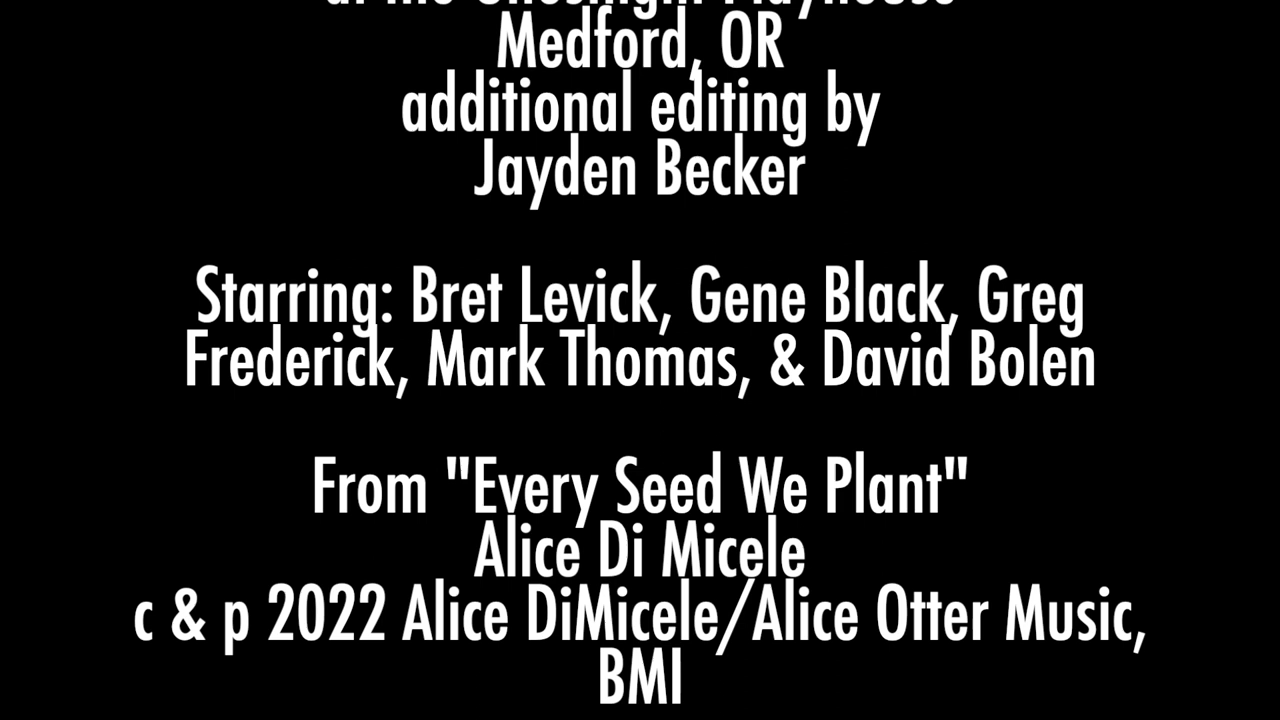 Medford, OR
additional editing by
Jayden Becker
Starring: Bret Levick, Gene Black, Greg
Frederick, Mark Thomas, & David Bolen
From "Every Seed We Plant"
Alice Di Micele
c & p 2022 Alice DiMicele/Alice Otter Music,
BMI